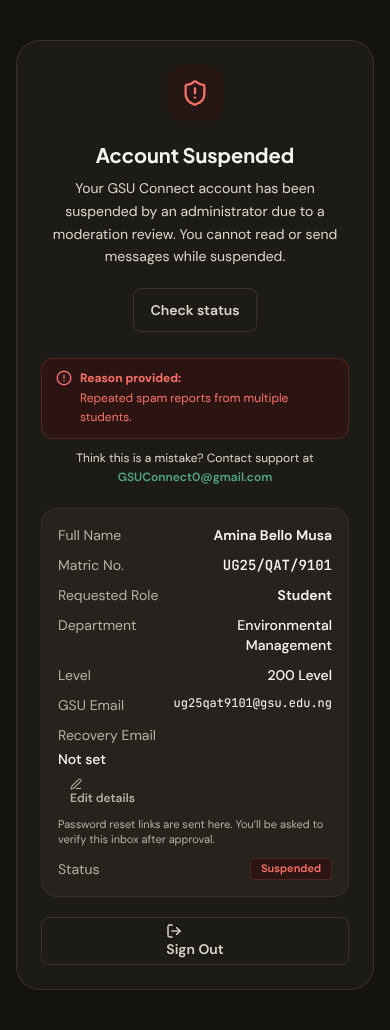 Account Suspended
Your GSU Connect account has been
suspended by an administrator due to a
moderation review. You cannot read or send
messages while suspended.
Check status
Reason provided:
Repeated spam reports from multiple
students.
Think this is a mistake? Contact support at
GSUConnect0@gmail.com
Full Name Amina Bello Musa
Matric No. UG25/QAT/9101
Requested Role Student
Department Environmental
Management
Level 200 Level
GSU Email ug25qat9101@gsu.edu.ng
Recovery Email
Not set
Edit details
Password reset links are sent here. You'll be asked to
verify this inbox after approval.
Status Suspended
Sign Out